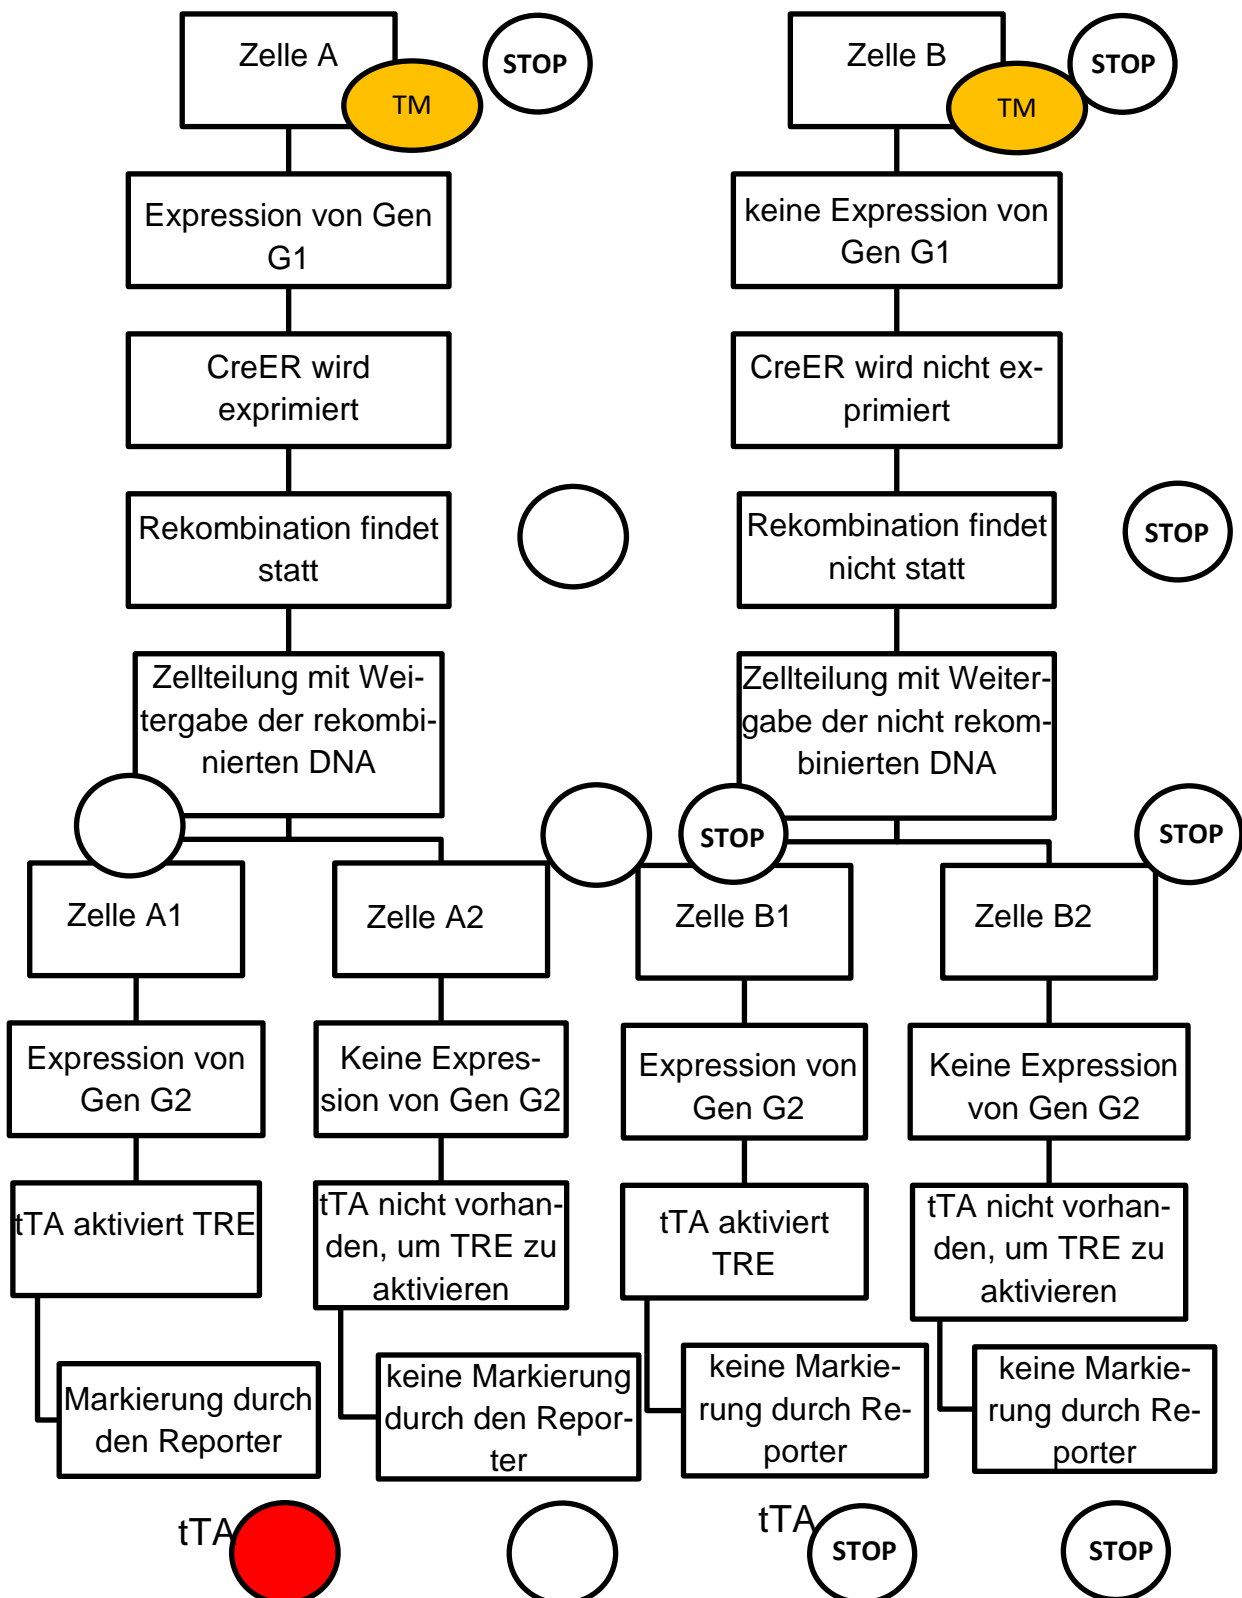 Zelle A
STOP
TM
Zelle B
STOP
TM
Expression von Gen
G1
keine Expression von
Gen G1
CreER wird
exprimiert
CreER wird nicht ex-
primiert
Rekombination findet
statt
Rekombination findet
nicht statt
STOP
Zellteilung mit Wei-
tergabe der rekombi-
nierten DNA
Zellteilung mit Weiter-
gabe der nicht rekom-
binierten DNA
STOP
STOP
Zelle A1
Zelle A2
Zelle B1
Zelle B2
Expression von
Gen G2
Keine Expres-
sion von Gen G2
Expression von
Gen G2
Keine Expression
von Gen G2
tTA aktiviert TRE
tTA nicht vorhan-
den, um TRE zu
aktivieren
tTA aktiviert
TRE
tTA nicht vorhan-
den, um TRE zu
aktivieren
Markierung durch
den Reporter
keine Markierung
durch den Repor-
ter
keine Markie-
rung durch Re-
porter
keine Markie-
rung durch Re-
porter
tTA
tTA
STOP
STOP